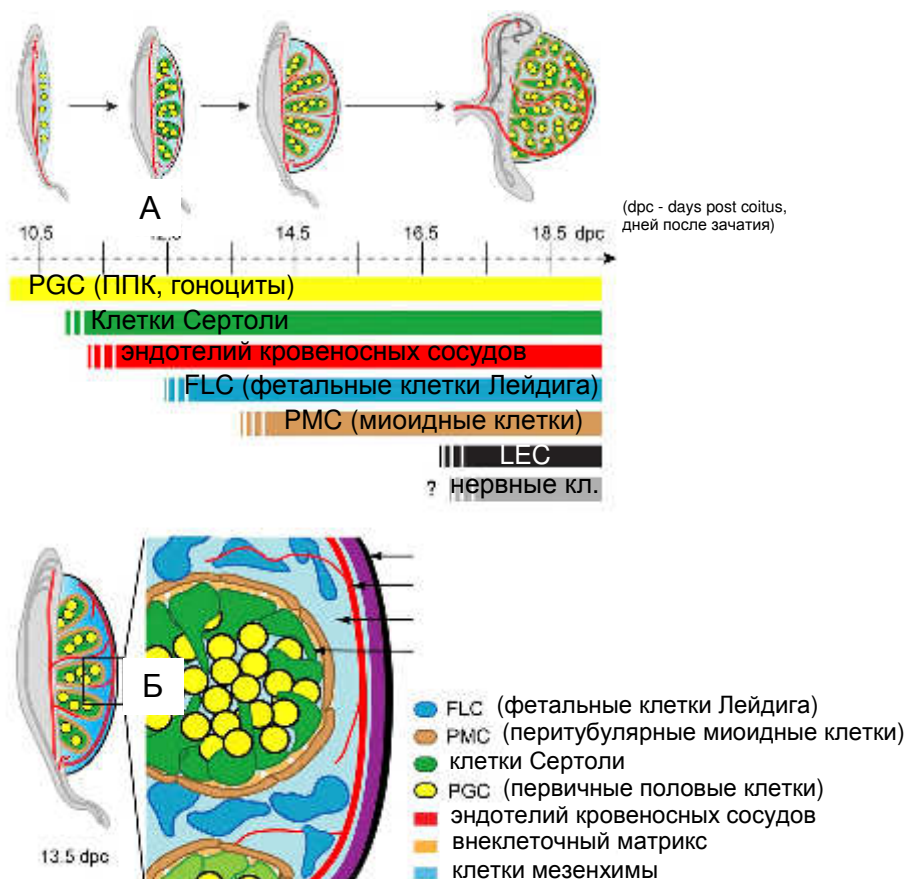 А
(dpc - days post coitus,
дней после зачатия)
10.5 14.5 16.5 18.5 dpc
PGC (ППК, гоноциты)
Клетки Сертоли
эндотелий кровеносных сосудов
FLC (фетальные клетки Лейдига)
PMC (миоидные клетки)
LEC
? нервные кл.
Б
FLC (фетальные клетки Лейдига)
PMC (перитубулярные миоидные клетки)
клетки Сертоли
PGC (первичные половые клетки)
эндотелий кровеносных сосудов
внеклеточный матрикс
клетки мезенхимы
13.5 dpc